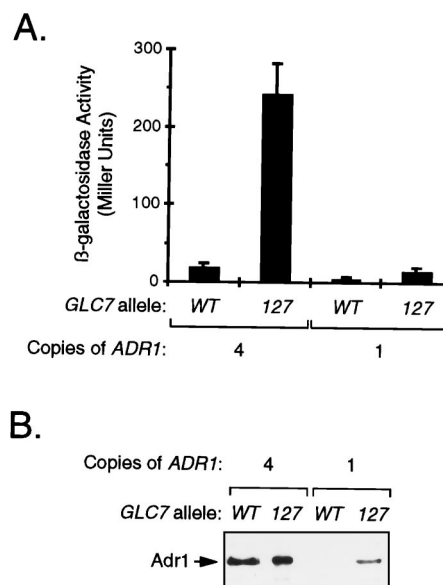 A.
300
200
100
0
ß-galactosidase Activity
(Miller Units)
GLC7 allele: WT 127 WT 127
Copies of ADR1: 4 1
B.
Copies of ADR1: 4 1
GLC7 allele: WT 127 WT 127
Adr1